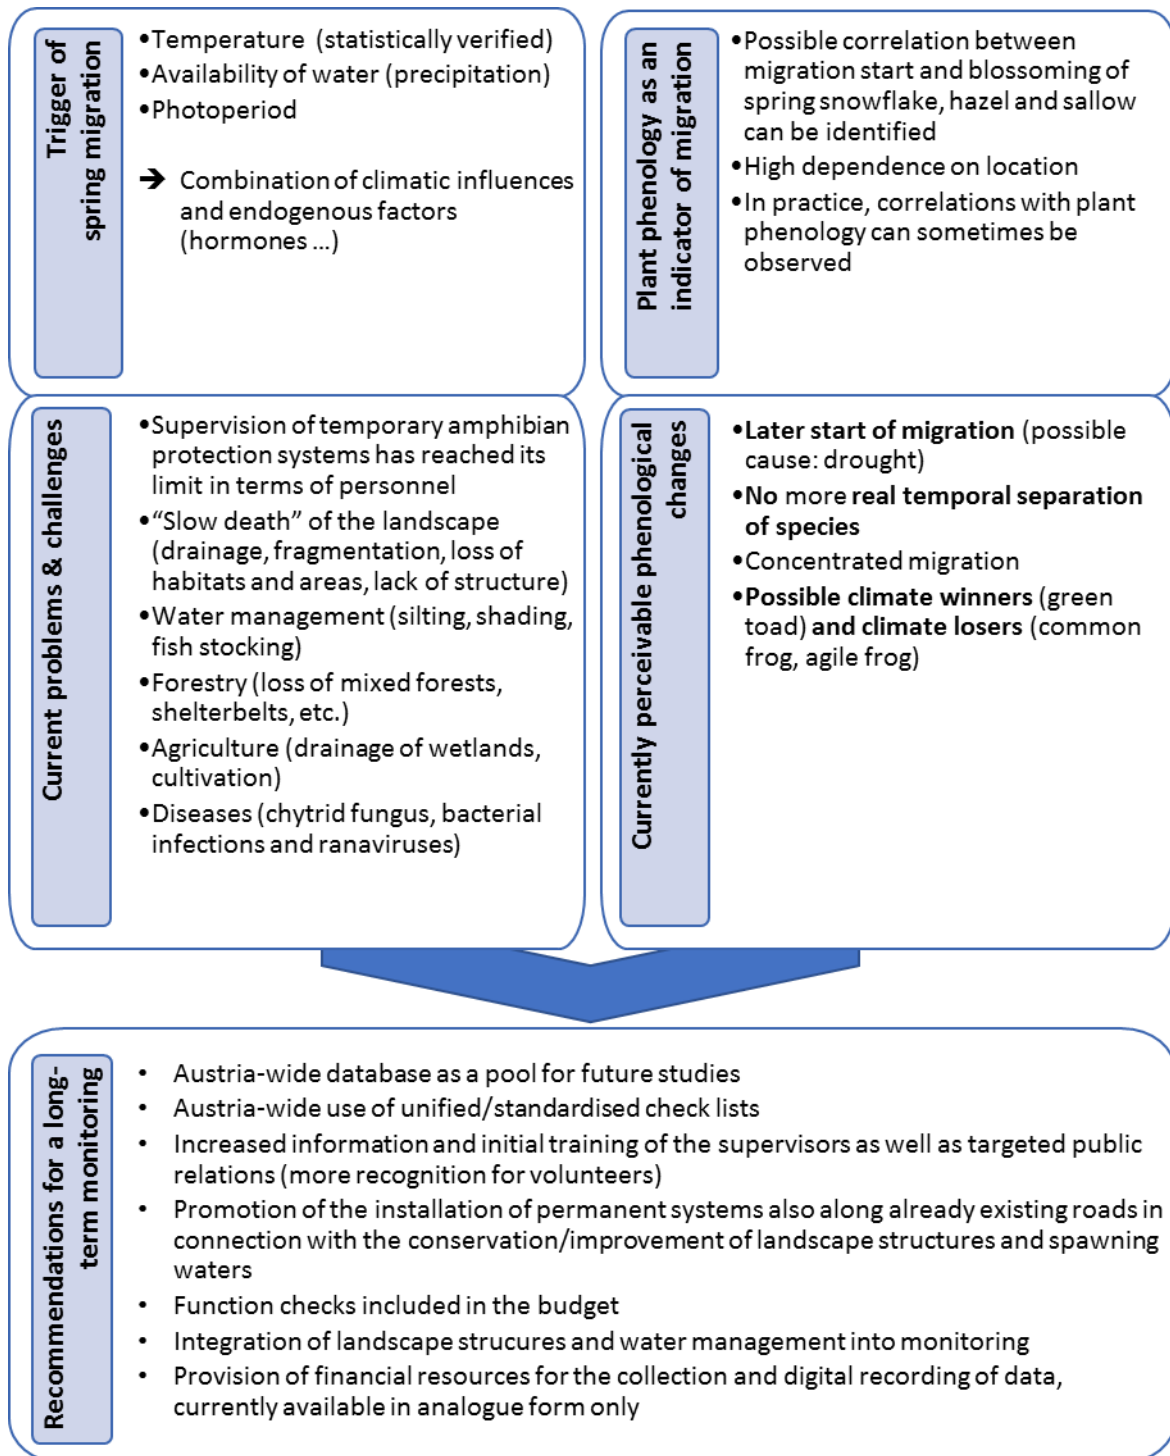 Trigger of
spring migration
•Temperature (statistically verified)
•Availability of water (precipitation)
•Photoperiod
➔ Combination of climatic influences
and endogenous factors
(hormones ...)
Plant phenology as an
indicator of migration
•Possible correlation between
migration start and blossoming of
spring snowflake, hazel and sallow
can be identified
•High dependence on location
•In practice, correlations with plant
phenology can sometimes be
observed
Current problems & challenges
•Supervision of temporary amphibian
protection systems has reached its
limit in terms of personnel
•“Slow death” of the landscape
(drainage, fragmentation, loss of
habitats and areas, lack of structure)
•Water management (silting, shading,
fish stocking)
•Forestry (loss of mixed forests,
shelterbelts, etc.)
•Agriculture (drainage of wetlands,
cultivation)
•Diseases (chytrid fungus, bacterial
infections and ranaviruses)
Currently perceivable phenological
changes
•Later start of migration (possible
cause: drought)
•No more real temporal separation
of species
•Concentrated migration
•Possible climate winners (green
toad) and climate losers (common
frog, agile frog)
Recommendations for a long-
term monitoring
• Austria-wide database as a pool for future studies
• Austria-wide use of unified/standardised check lists
• Increased information and initial training of the supervisors as well as targeted public
relations (more recognition for volunteers)
• Promotion of the installation of permanent systems also along already existing roads in
connection with the conservation/improvement of landscape structures and spawning
waters
• Function checks included in the budget
• Integration of landscape strucures and water management into monitoring
• Provision of financial resources for the collection and digital recording of data,
currently available in analogue form only